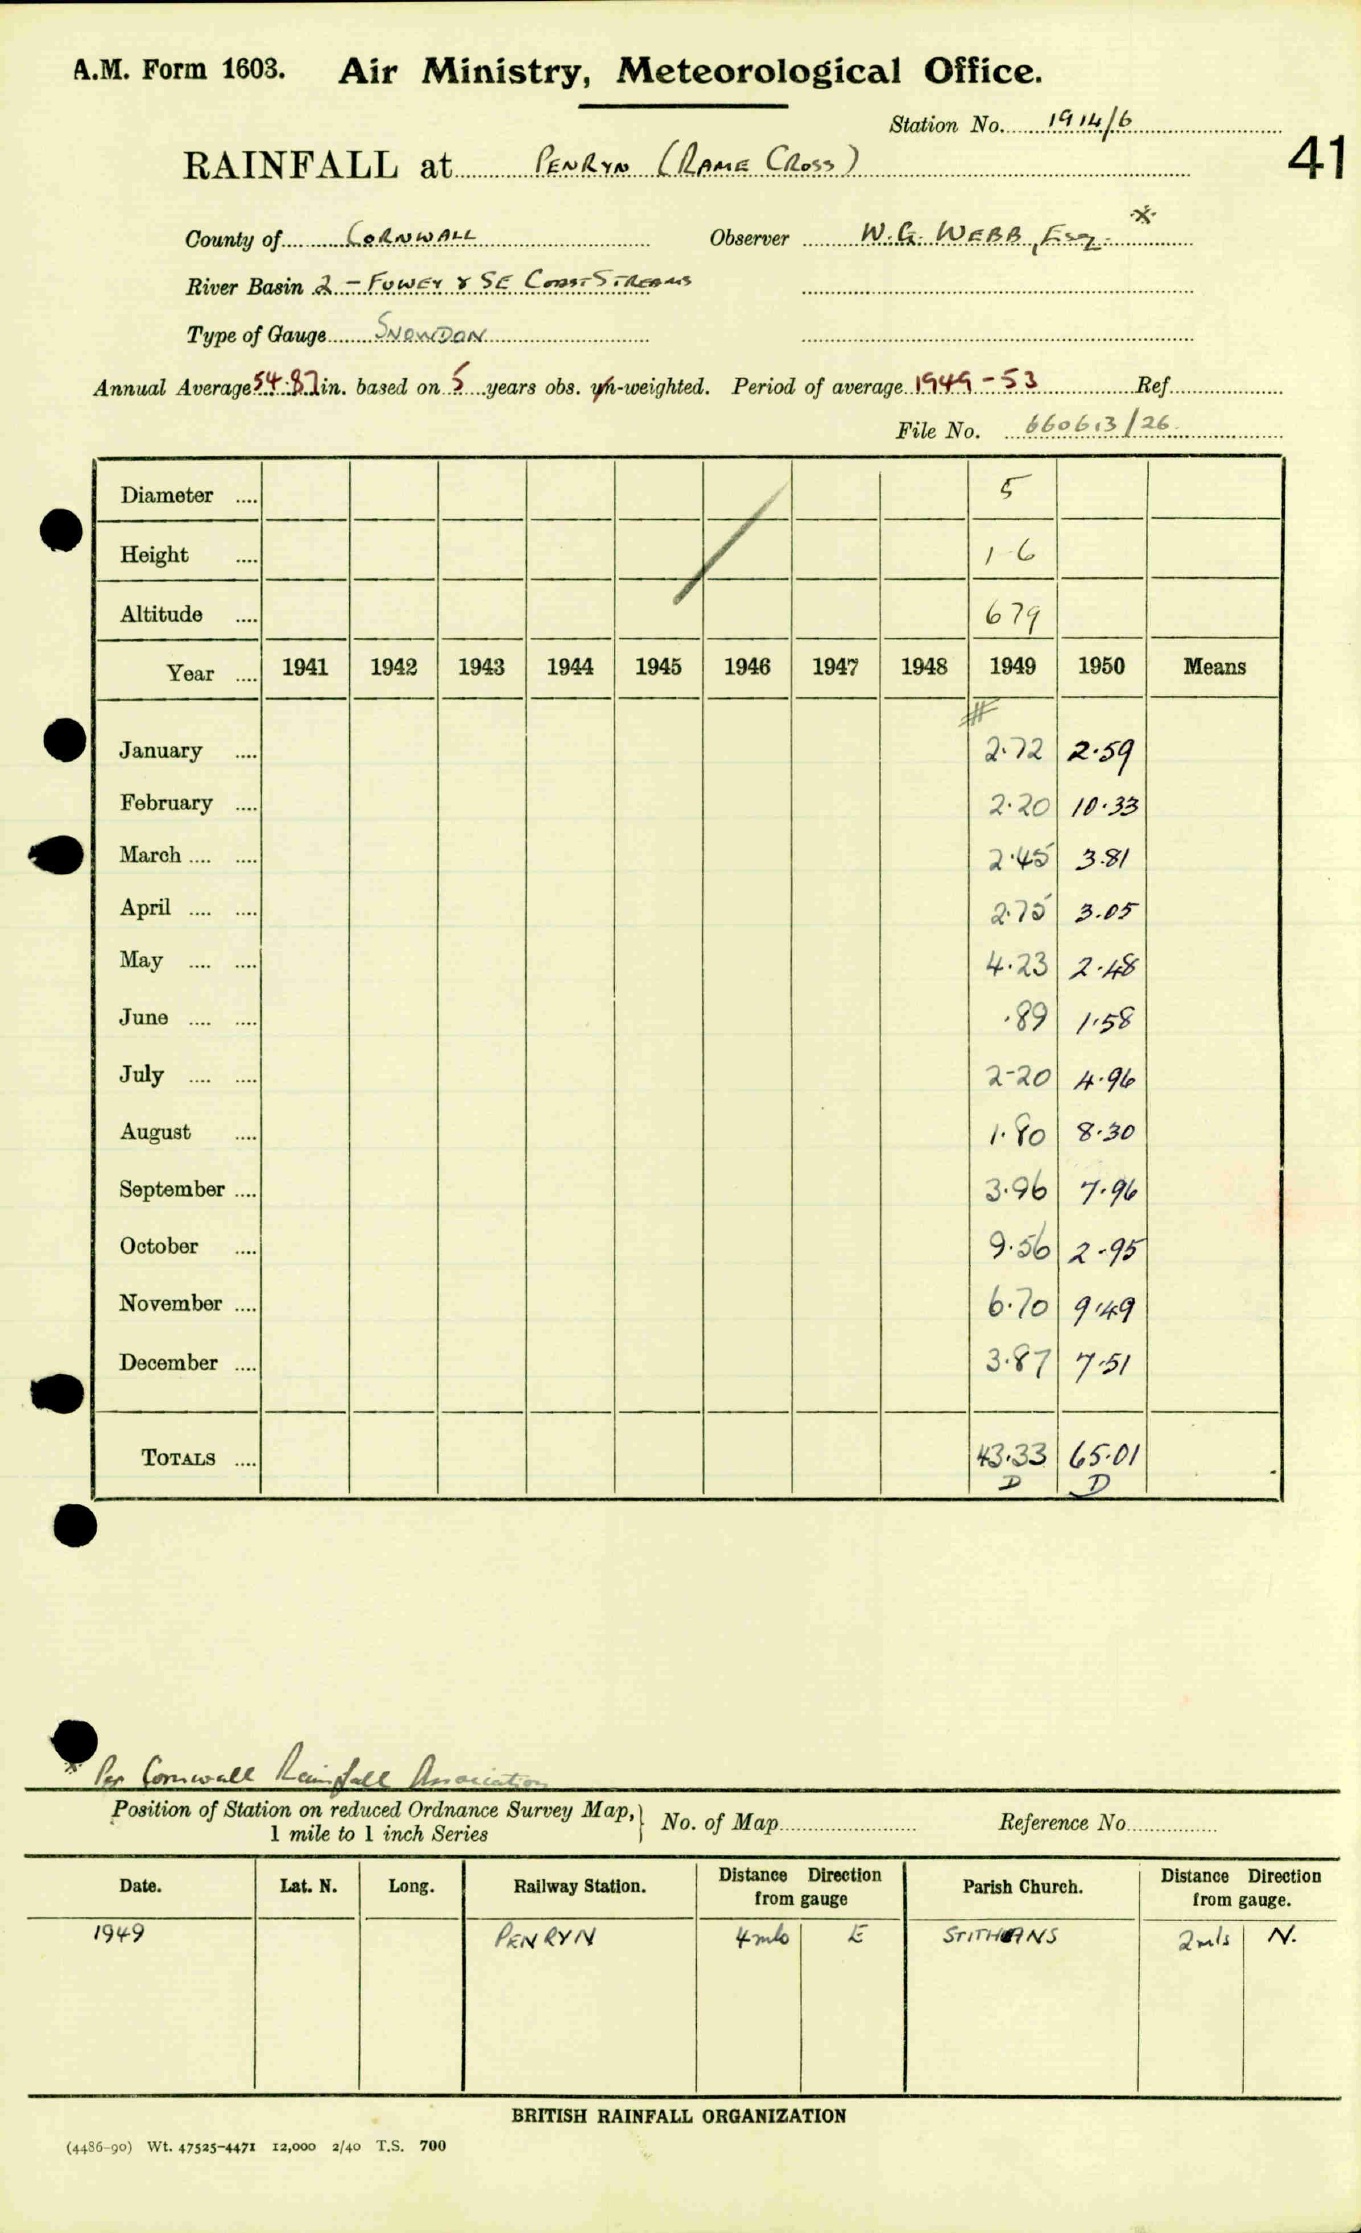 A.M. Form 1603. Air Ministry, Meteorological Office.
Station No. 1914/6
41
RAINFALL at PENRYN (RAME CROSS)
County of CORNWALL Observer W.G. WEBB, Esq. *
River Basin 2 - FOWEY & SE COAST STREAMS
Type of Gauge SNOWDON
Annual Average 54.87 in. based on 5 years obs. un-weighted. Period of average 1949-53 Ref.
File No. 660613/26
Diameter .... 5
Height .... 1 6
Altitude .... 679
Year .... 1941 1942 1943 1944 1945 1946 1947 1948 1949 1950 Means
#
January .... 2.72 2.59
February .... 2.20 10.33
March .... .... 2.45 3.81
April .... .... 2.75 3.05
May .... .... 4.23 2.48
June .... .... .89 1.58
July .... .... 2-20 4.96
August .... 1.80 8.30
September .... 3.96 7.96
October .... 9.56 2.95
November .... 6.70 9.49
December .... 3.87 7.51
TOTALS .... 43.33 65.01
D D
* Per Cornwall Rainfall Association
Position of Station on reduced Ordnance Survey Map, } No. of Map Reference No.
1 mile to 1 inch Series
Date. Lat. N. Long. Railway Station. Distance Direction from gauge Parish Church. Distance Direction from gauge.
1949 PENRYN 4 mls E STITHIANS 2 mls N.
BRITISH RAINFALL ORGANIZATION
(4486-90) Wt. 47525-4471 12,000 2/40 T.S. 700